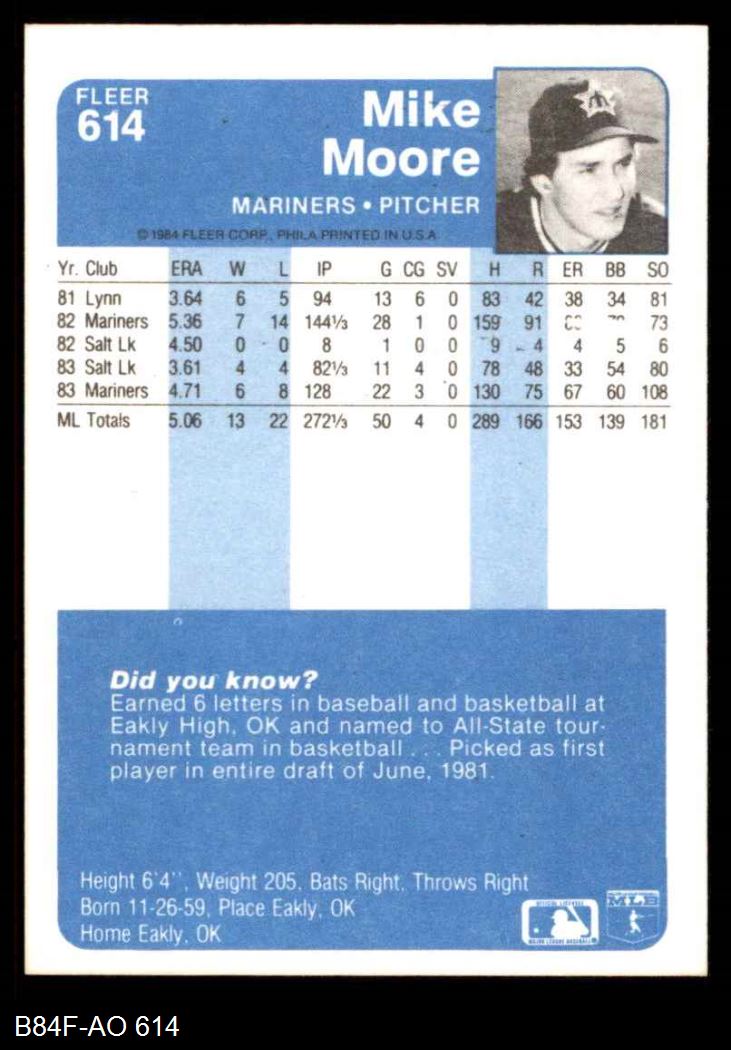 FLEER
614
Mike
Moore
MARINERS • PITCHER
© 1984 FLEER CORP., PHILA PRINTED IN U.S.A.
Yr. Club ERA W L IP G CG SV H R ER BB SO
81 Lynn 3.64 6 5 94 13 6 0 83 42 38 34 81
82 Mariners 5.36 7 14 144⅓ 28 1 0 159 91 73
82 Salt Lk 4.50 0 0 8 1 0 0 9 4 4 5 6
83 Salt Lk 3.61 4 4 82⅓ 11 4 0 78 48 33 54 80
83 Mariners 4.71 6 8 128 22 3 0 130 75 67 60 108
ML Totals 5.06 13 22 272⅓ 50 4 0 289 166 153 139 181
Did you know?
Earned 6 letters in baseball and basketball at
Eakly High, OK and named to All-State tour-
nament team in basketball . . . Picked as first
player in entire draft of June, 1981.
Height 6'4'', Weight 205, Bats Right, Throws Right
Born 11-26-59, Place Eakly, OK
Home Eakly, OK
OFFICIAL LICENSEE
MAJOR LEAGUE BASEBALL
MLB
B84F-AO 614